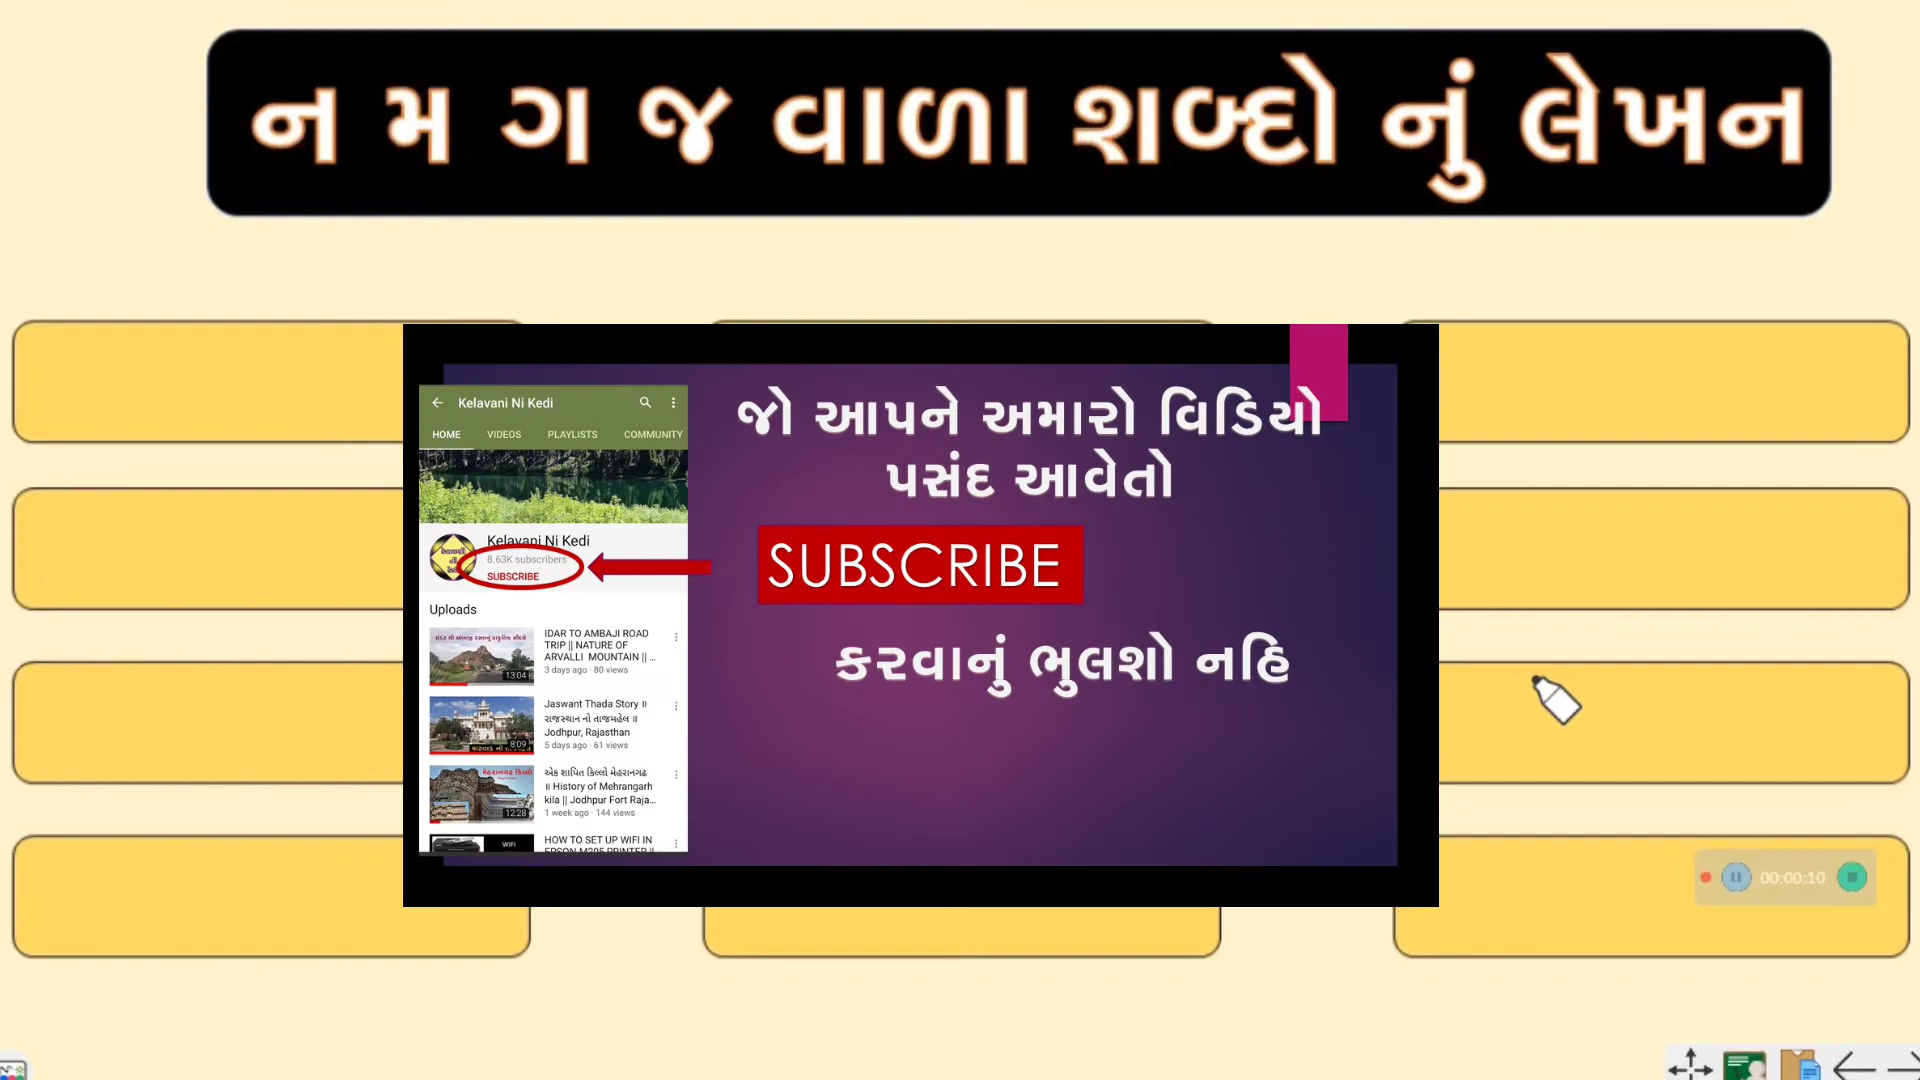 ન મ ગ જ વાળા શબ્દો નું લેખન
જો આપને અમારો વિડિયો
પસંદ આવેતો
SUBSCRIBE
કરવાનું ભુલશો નહિ
Kelavani Ni Kedi
HOME VIDEOS PLAYLISTS COMMUNITY
Kelavani Ni Kedi
8.63K subscribers
SUBSCRIBE
Uploads
IDAR TO AMBAJI ROAD
TRIP || NATURE OF
ARVALLI MOUNTAIN || ...
3 days ago · 80 views
13:04
Jaswant Thada Story ॥
રાજસ્થાન નો તાજમહેલ ॥
Jodhpur, Rajasthan
5 days ago · 61 views
8:09
એક શાપિત કિલ્લો મેહરાનગઢ
॥ History of Mehrangarh
kila || Jodhpur Fort Raja...
1 week ago · 144 views
12:28
HOW TO SET UP WIFI IN
EPSON M205 PRINTER ||
WIFI
00:00:10